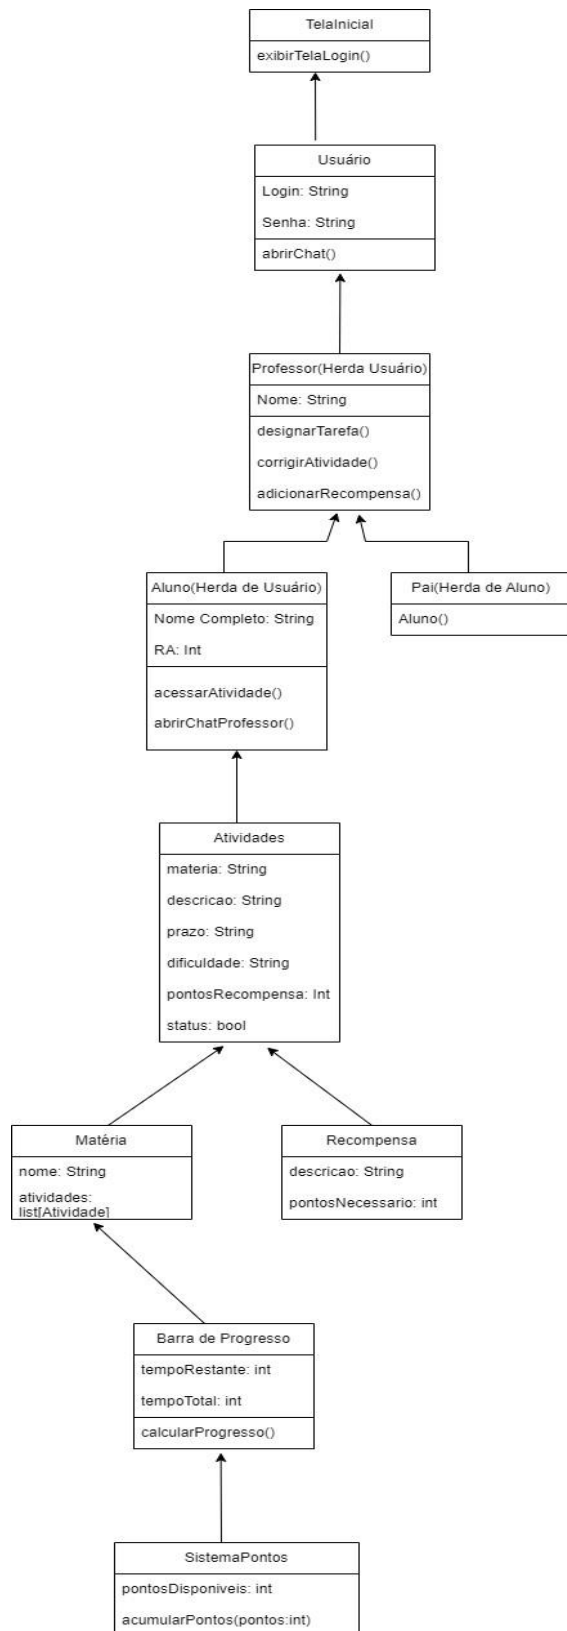 TelaInicial
exibirTelaLogin()
Usuário
Login: String
Senha: String
abrirChat()
Professor(Herda Usuário)
Nome: String
designarTarefa()
corrigirAtividade()
adicionarRecompensa()
Aluno(Herda de Usuário)
Nome Completo: String
RA: Int
acessarAtividade()
abrirChatProfessor()
Pai(Herda de Aluno)
Aluno()
Atividades
materia: String
descricao: String
prazo: String
dificuldade: String
pontosRecompensa: Int
status: bool
Matéria
nome: String
atividades:
list[Atividade]
Recompensa
descricao: String
pontosNecessario: int
Barra de Progresso
tempoRestante: int
tempoTotal: int
calcularProgresso()
SistemaPontos
pontosDisponiveis: int
acumularPontos(pontos:int)